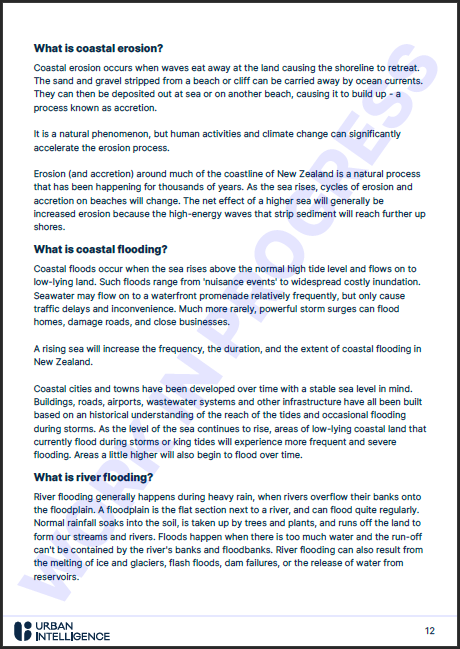 What is coastal erosion?
Coastal erosion occurs when waves eat away at the land causing the shoreline to retreat.
The sand and gravel stripped from a beach or cliff can be carried away by ocean currents.
They can then be deposited out at sea or on another beach, causing it to build up - a
process known as accretion.
It is a natural phenomenon, but human activities and climate change can significantly
accelerate the erosion process.
Erosion (and accretion) around much of the coastline of New Zealand is a natural process
that has been happening for thousands of years. As the sea rises, cycles of erosion and
accretion on beaches will change. The net effect of a higher sea will generally be
increased erosion because the high-energy waves that strip sediment will reach further up
shores.
What is coastal flooding?
Coastal floods occur when the sea rises above the normal high tide level and flows on to
low-lying land. Such floods range from 'nuisance events' to widespread costly inundation.
Seawater may flow on to a waterfront promenade relatively frequently, but only cause
traffic delays and inconvenience. Much more rarely, powerful storm surges can flood
homes, damage roads, and close businesses.
A rising sea will increase the frequency, the duration, and the extent of coastal flooding in
New Zealand.
Coastal cities and towns have been developed over time with a stable sea level in mind.
Buildings, roads, airports, wastewater systems and other infrastructure have all been built
based on an historical understanding of the reach of the tides and occasional flooding
during storms. As the level of the sea continues to rise, areas of low-lying coastal land that
currently flood during storms or king tides will experience more frequent and severe
flooding. Areas a little higher will also begin to flood over time.
What is river flooding?
River flooding generally happens during heavy rain, when rivers overflow their banks onto
the floodplain. A floodplain is the flat section next to a river, and can flood quite regularly.
Normal rainfall soaks into the soil, is taken up by trees and plants, and runs off the land to
form our streams and rivers. Floods happen when there is too much water and the run-off
can't be contained by the river's banks and floodbanks. River flooding can also result from
the melting of ice and glaciers, flash floods, dam failures, or the release of water from
reservoirs.
WORK IN PROGRESS
URBAN
INTELLIGENCE
12